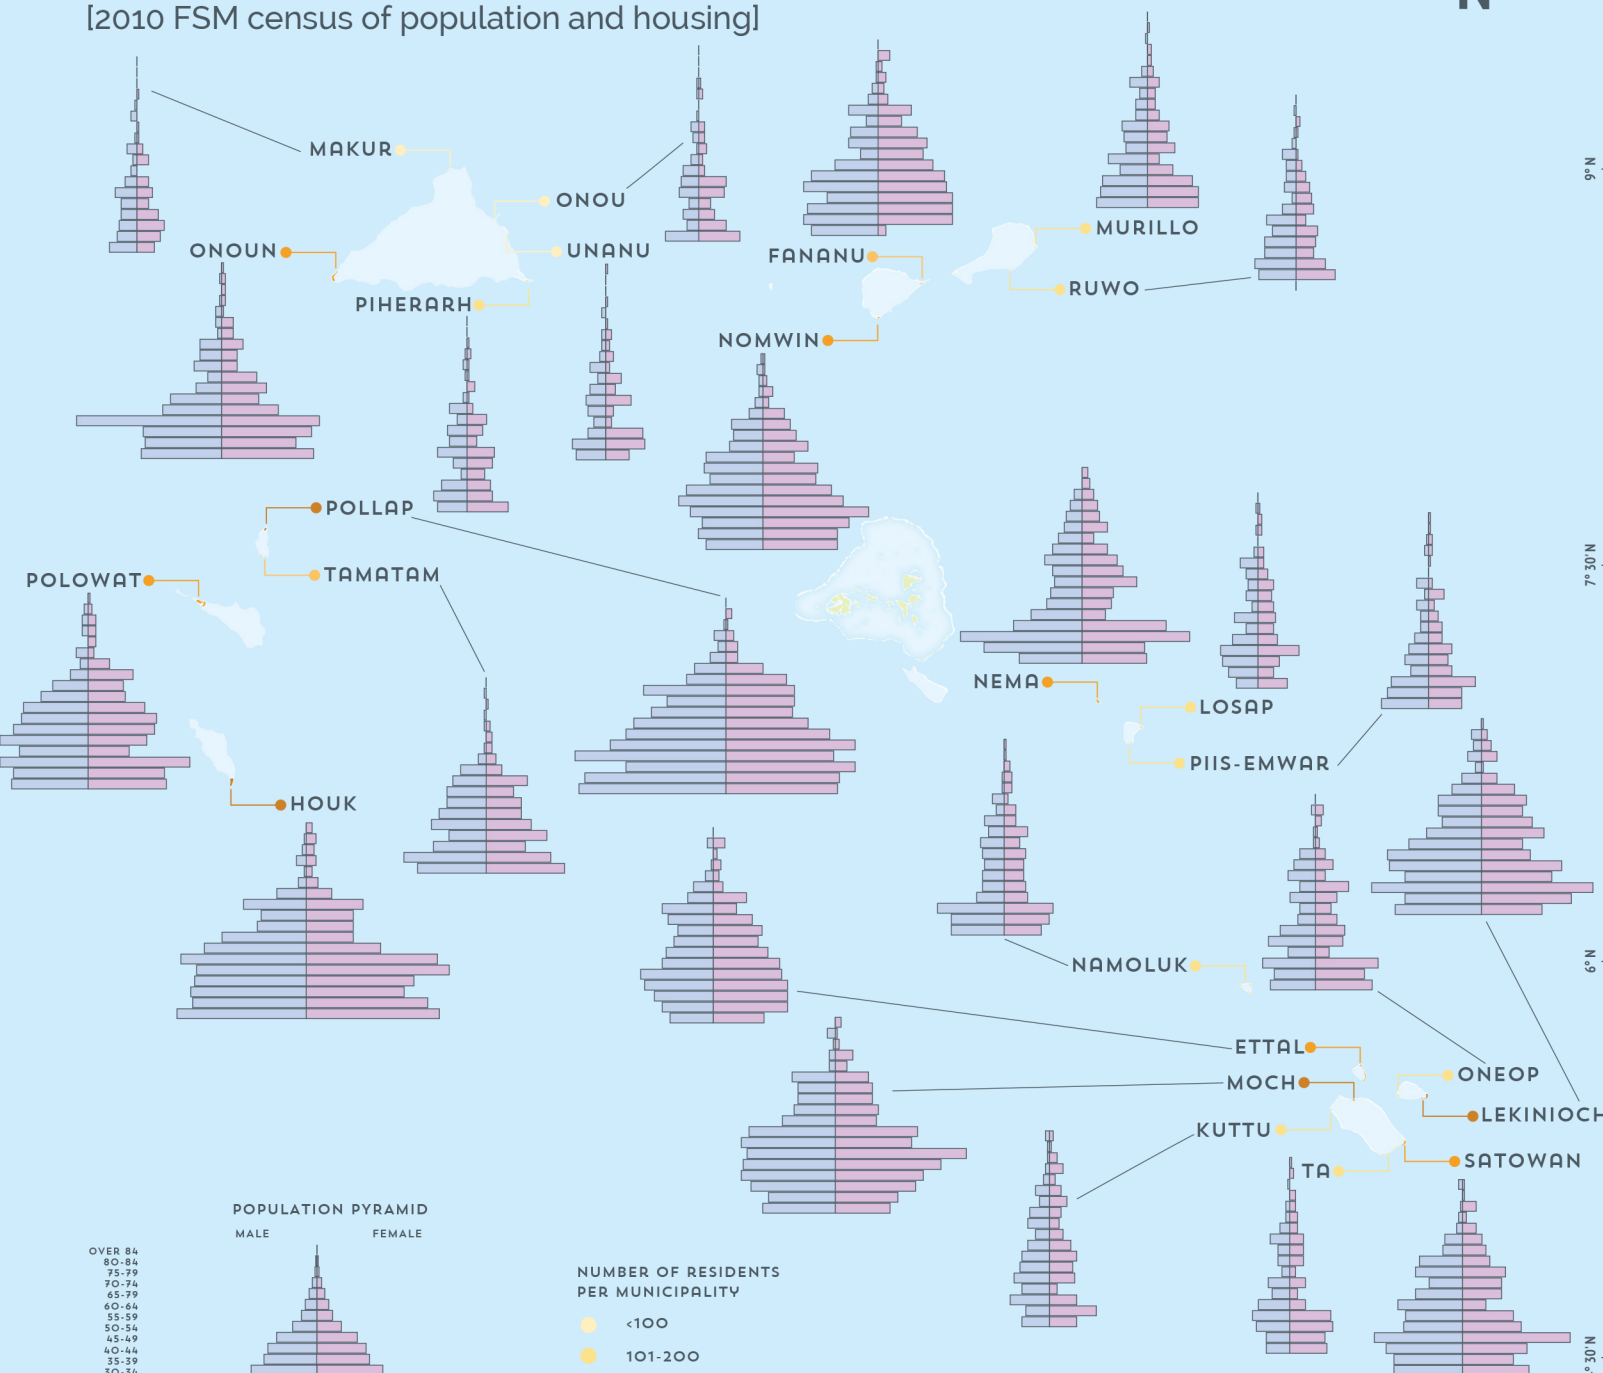 [2010 FSM census of population and housing]
N
MAKUR
ONOU
ONOUN
UNANU
PIHERARH
FANANU
MURILLO
RUWO
NOMWIN
9°N
POLLAP
TAMATAM
POLOWAT
HOUK
7°30'N
NEMA
LOSAP
PIIS-EMWAR
NAMOLUK
6°N
ETTAL
MOCH
ONEOP
LEKINIOCH
KUTTU
TA
SATOWAN
°30'N
POPULATION PYRAMID
MALE FEMALE
OVER 84
80-84
75-79
70-74
65-79
60-64
55-59
50-54
45-49
40-44
35-39
30-34
NUMBER OF RESIDENTS
PER MUNICIPALITY
<100
101-200